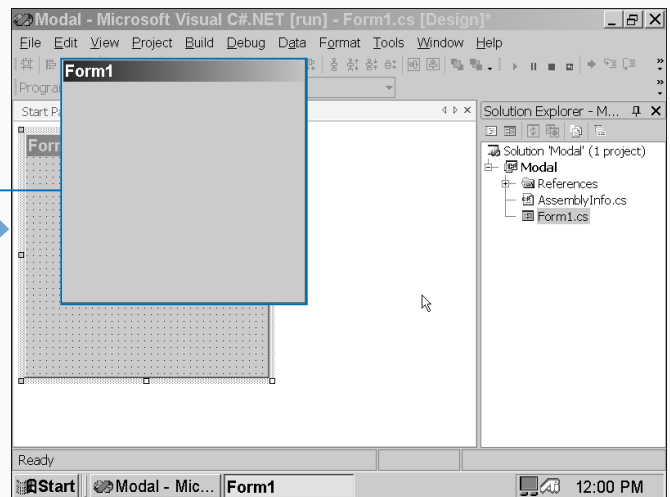 Modal - Microsoft Visual C#.NET [run] - Form1.cs [Design]*
File Edit View Project Build Debug Data Format Tools Window Help
Form1
Progra
Start Pa
Solution Explorer - M...
Form
Solution 'Modal' (1 project)
Modal
References
AssemblyInfo.cs
Form1.cs
Ready
Start Modal - Mic... Form1 12:00 PM